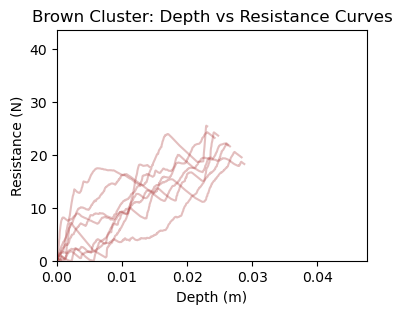 Brown Cluster: Depth vs Resistance Curves
Resistance (N)
40
30
20
10
0
0.00 0.01 0.02 0.03 0.04
Depth (m)